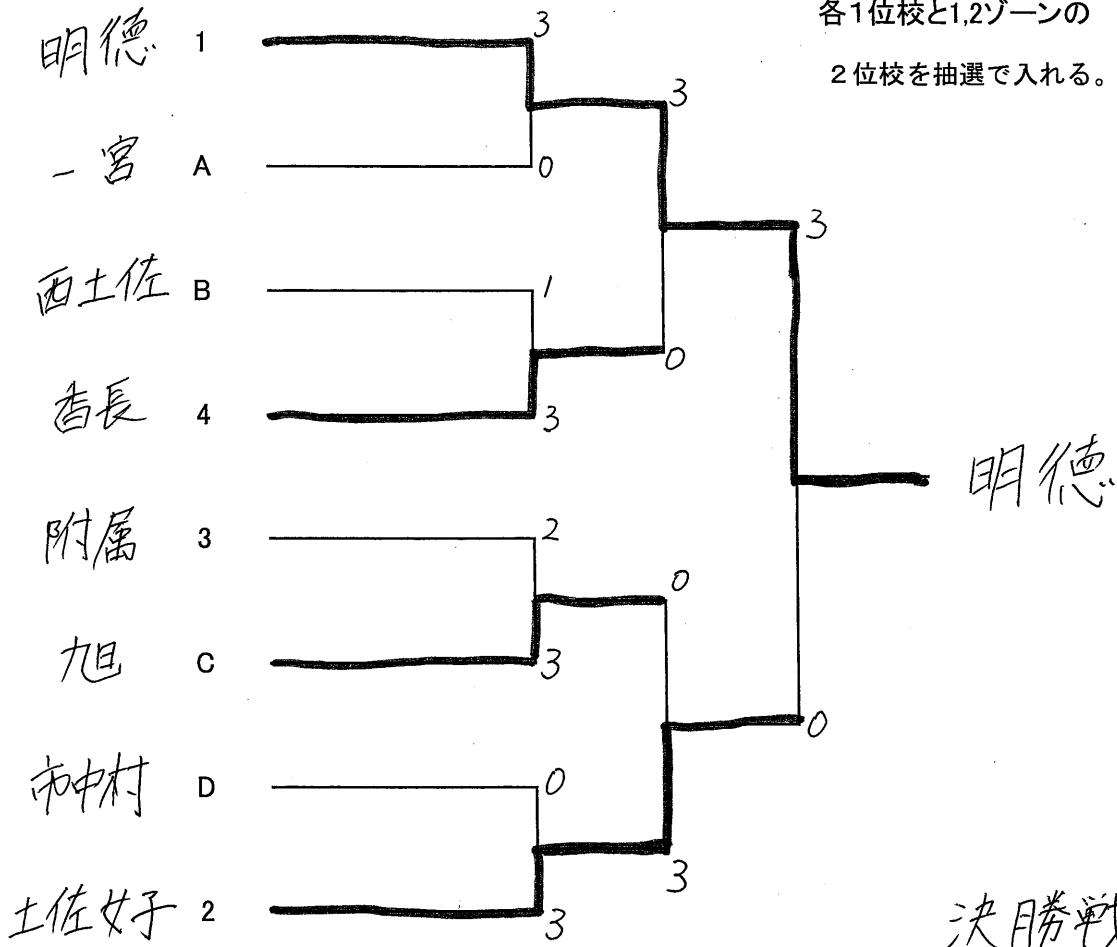 各1位校と1,2ゾーンの
2位校を抽選で入れる。
明徳 1 3
3
一宮 A 0
3
西土佐 B 1
0
香長 4 3
明徳
附属 3 2
0
旭 C 3
0
市中村 D 0
3
土佐女子 2 3
決勝戦